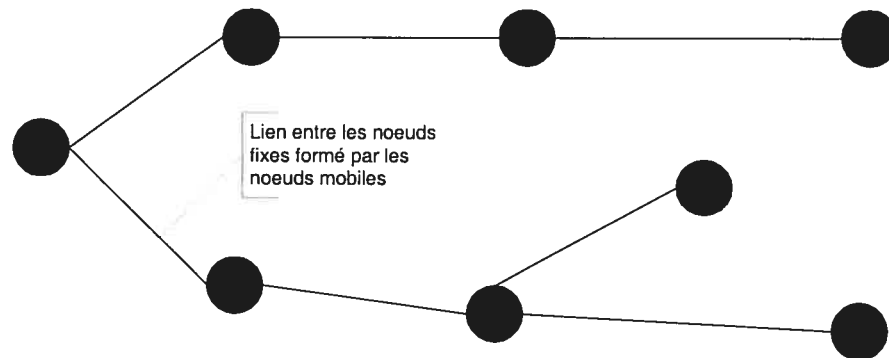 Lien entre les noeuds
fixes formé par les
noeuds mobiles